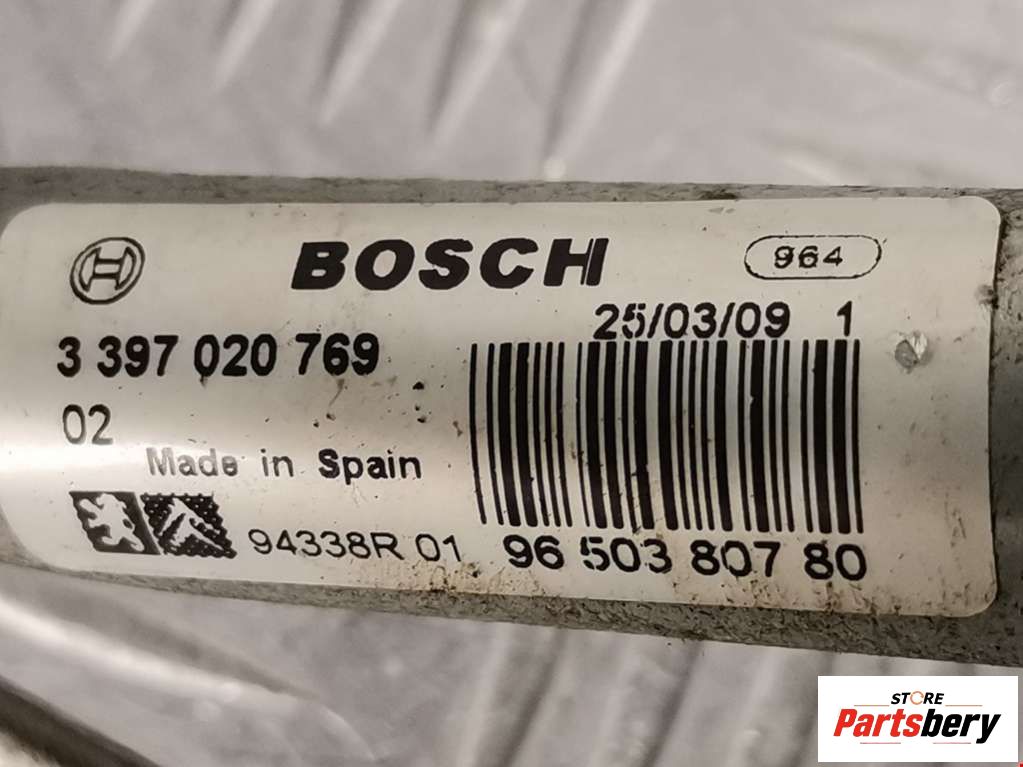 BOSCH
964
25/03/09 1
3 397 020 769
02
Made in Spain
94338R 01
96 503 807 80
STORE
Partsbery